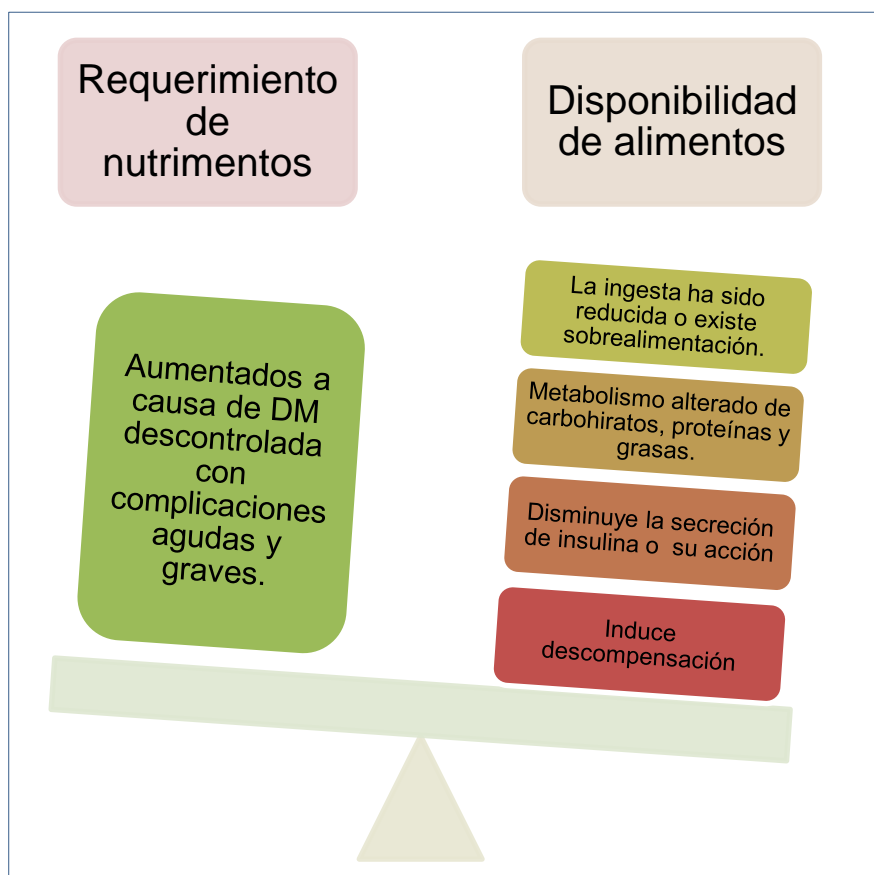 Requerimiento
de
nutrimentos
Disponibilidad
de alimentos
Aumentados a
causa de DM
descontrolada
con
complicaciones
agudas y
graves.
La ingesta ha sido
reducida o existe
sobrealimentación.
Metabolismo alterado de
carbohiratos, proteínas y
grasas.
Disminuye la secreción
de insulina o su acción
Induce
descompensación